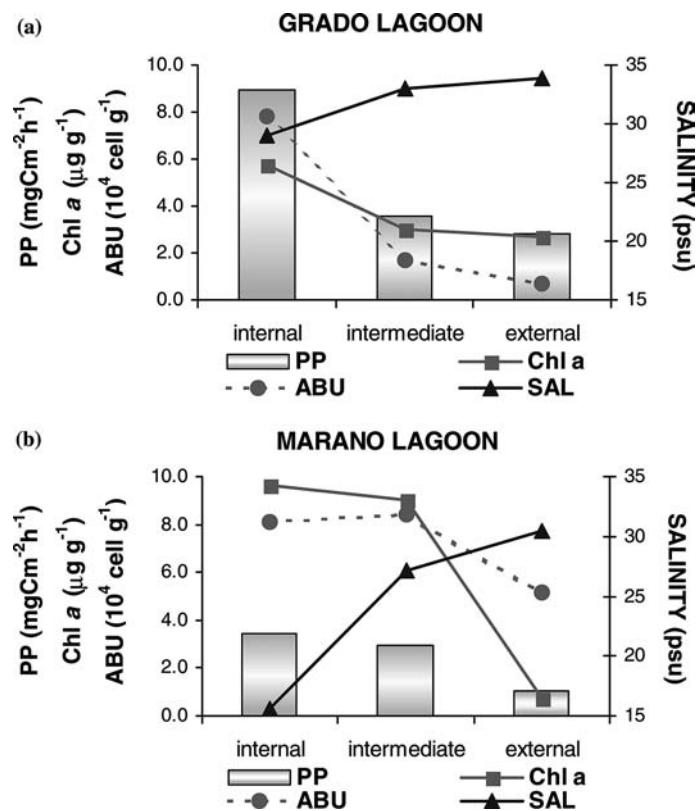 (a)
GRADO LAGOON
PP (mgCm⁻²h⁻¹)
Chl a (µg g⁻¹)
ABU (10⁴ cell g⁻¹)
10.0
8.0
6.0
4.0
2.0
0.0
35
30
25
20
15
SALINITY (psu)
internal intermediate external
PP Chl a
ABU SAL
(b)
MARANO LAGOON
PP (mgCm⁻²h⁻¹)
Chl a (µg g⁻¹)
ABU (10⁴ cell g⁻¹)
10.0
8.0
6.0
4.0
2.0
0.0
35
30
25
20
15
SALINITY (psu)
internal intermediate external
PP Chl a
ABU SAL